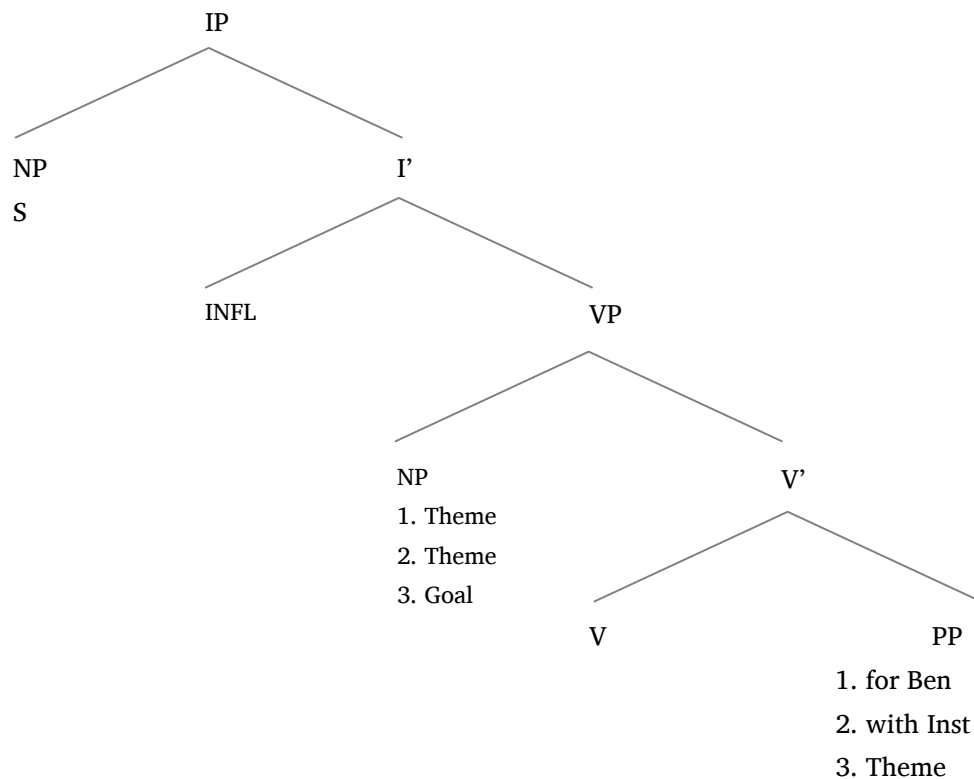 IP
NP
I’
S
INFL
VP
NP
V’
1. Theme
2. Theme
3. Goal
V
PP
1. for Ben
2. with Inst
3. Theme